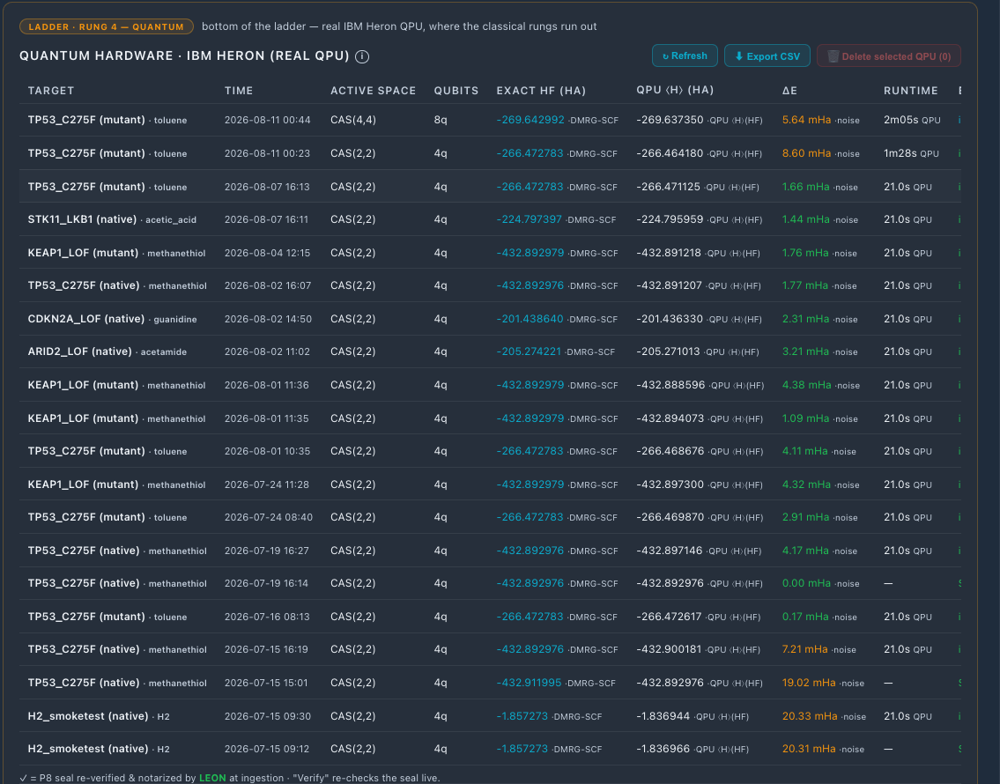 LADDER · RUNG 4 — QUANTUM bottom of the ladder — real IBM Heron QPU, where the classical rungs run out
QUANTUM HARDWARE · IBM HERON (REAL QPU) i ↻ Refresh ⬇ Export CSV 🗑 Delete selected QPU (0)
TARGET TIME ACTIVE SPACE QUBITS EXACT HF (HA) QPU ⟨H⟩ (HA) ΔE RUNTIME
TP53_C275F (mutant) · toluene 2026-08-11 00:44 CAS(4,4) 8q -269.642992 ·DMRG-SCF -269.637350 ·QPU ⟨H⟩(HF) 5.64 mHa ·noise 2m05s QPU
TP53_C275F (mutant) · toluene 2026-08-11 00:23 CAS(2,2) 4q -266.472783 ·DMRG-SCF -266.464180 ·QPU ⟨H⟩(HF) 8.60 mHa ·noise 1m28s QPU
TP53_C275F (mutant) · toluene 2026-08-07 16:13 CAS(2,2) 4q -266.472783 ·DMRG-SCF -266.471125 ·QPU ⟨H⟩(HF) 1.66 mHa ·noise 21.0s QPU
STK11_LKB1 (native) · acetic_acid 2026-08-07 16:11 CAS(2,2) 4q -224.797397 ·DMRG-SCF -224.795959 ·QPU ⟨H⟩(HF) 1.44 mHa ·noise 21.0s QPU
KEAP1_LOF (mutant) · methanethiol 2026-08-04 12:15 CAS(2,2) 4q -432.892979 ·DMRG-SCF -432.891218 ·QPU ⟨H⟩(HF) 1.76 mHa ·noise 21.0s QPU
TP53_C275F (native) · methanethiol 2026-08-02 16:07 CAS(2,2) 4q -432.892976 ·DMRG-SCF -432.891207 ·QPU ⟨H⟩(HF) 1.77 mHa ·noise 21.0s QPU
CDKN2A_LOF (native) · guanidine 2026-08-02 14:50 CAS(2,2) 4q -201.438640 ·DMRG-SCF -201.436330 ·QPU ⟨H⟩(HF) 2.31 mHa ·noise 21.0s QPU
ARID2_LOF (native) · acetamide 2026-08-02 11:02 CAS(2,2) 4q -205.274221 ·DMRG-SCF -205.271013 ·QPU ⟨H⟩(HF) 3.21 mHa ·noise 21.0s QPU
KEAP1_LOF (mutant) · methanethiol 2026-08-01 11:36 CAS(2,2) 4q -432.892979 ·DMRG-SCF -432.888596 ·QPU ⟨H⟩(HF) 4.38 mHa ·noise 21.0s QPU
KEAP1_LOF (mutant) · methanethiol 2026-08-01 11:35 CAS(2,2) 4q -432.892979 ·DMRG-SCF -432.894073 ·QPU ⟨H⟩(HF) 1.09 mHa ·noise 21.0s QPU
TP53_C275F (mutant) · toluene 2026-08-01 10:35 CAS(2,2) 4q -266.472783 ·DMRG-SCF -266.468676 ·QPU ⟨H⟩(HF) 4.11 mHa ·noise 21.0s QPU
KEAP1_LOF (mutant) · methanethiol 2026-07-24 11:28 CAS(2,2) 4q -432.892979 ·DMRG-SCF -432.897300 ·QPU ⟨H⟩(HF) 4.32 mHa ·noise 21.0s QPU
TP53_C275F (mutant) · toluene 2026-07-24 08:40 CAS(2,2) 4q -266.472783 ·DMRG-SCF -266.469870 ·QPU ⟨H⟩(HF) 2.91 mHa ·noise 21.0s QPU
TP53_C275F (native) · methanethiol 2026-07-19 16:27 CAS(2,2) 4q -432.892976 ·DMRG-SCF -432.897146 ·QPU ⟨H⟩(HF) 4.17 mHa ·noise 21.0s QPU
TP53_C275F (native) · methanethiol 2026-07-19 16:14 CAS(2,2) 4q -432.892976 ·DMRG-SCF -432.892976 ·QPU ⟨H⟩(HF) 0.00 mHa ·noise —
TP53_C275F (mutant) · toluene 2026-07-16 08:13 CAS(2,2) 4q -266.472783 ·DMRG-SCF -266.472617 ·QPU ⟨H⟩(HF) 0.17 mHa ·noise 21.0s QPU
TP53_C275F (native) · methanethiol 2026-07-15 16:19 CAS(2,2) 4q -432.892976 ·DMRG-SCF -432.900181 ·QPU ⟨H⟩(HF) 7.21 mHa ·noise 21.0s QPU
TP53_C275F (native) · methanethiol 2026-07-15 15:01 CAS(2,2) 4q -432.911995 ·DMRG-SCF -432.892976 ·QPU ⟨H⟩(HF) 19.02 mHa ·noise —
H2_smoketest (native) · H2 2026-07-15 09:30 CAS(2,2) 4q -1.857273 ·DMRG-SCF -1.836944 ·QPU ⟨H⟩(HF) 20.33 mHa ·noise 21.0s QPU
H2_smoketest (native) · H2 2026-07-15 09:12 CAS(2,2) 4q -1.857273 ·DMRG-SCF -1.836966 ·QPU ⟨H⟩(HF) 20.31 mHa ·noise —
✓ = P8 seal re-verified & notarized by LEON at ingestion · "Verify" re-checks the seal live.